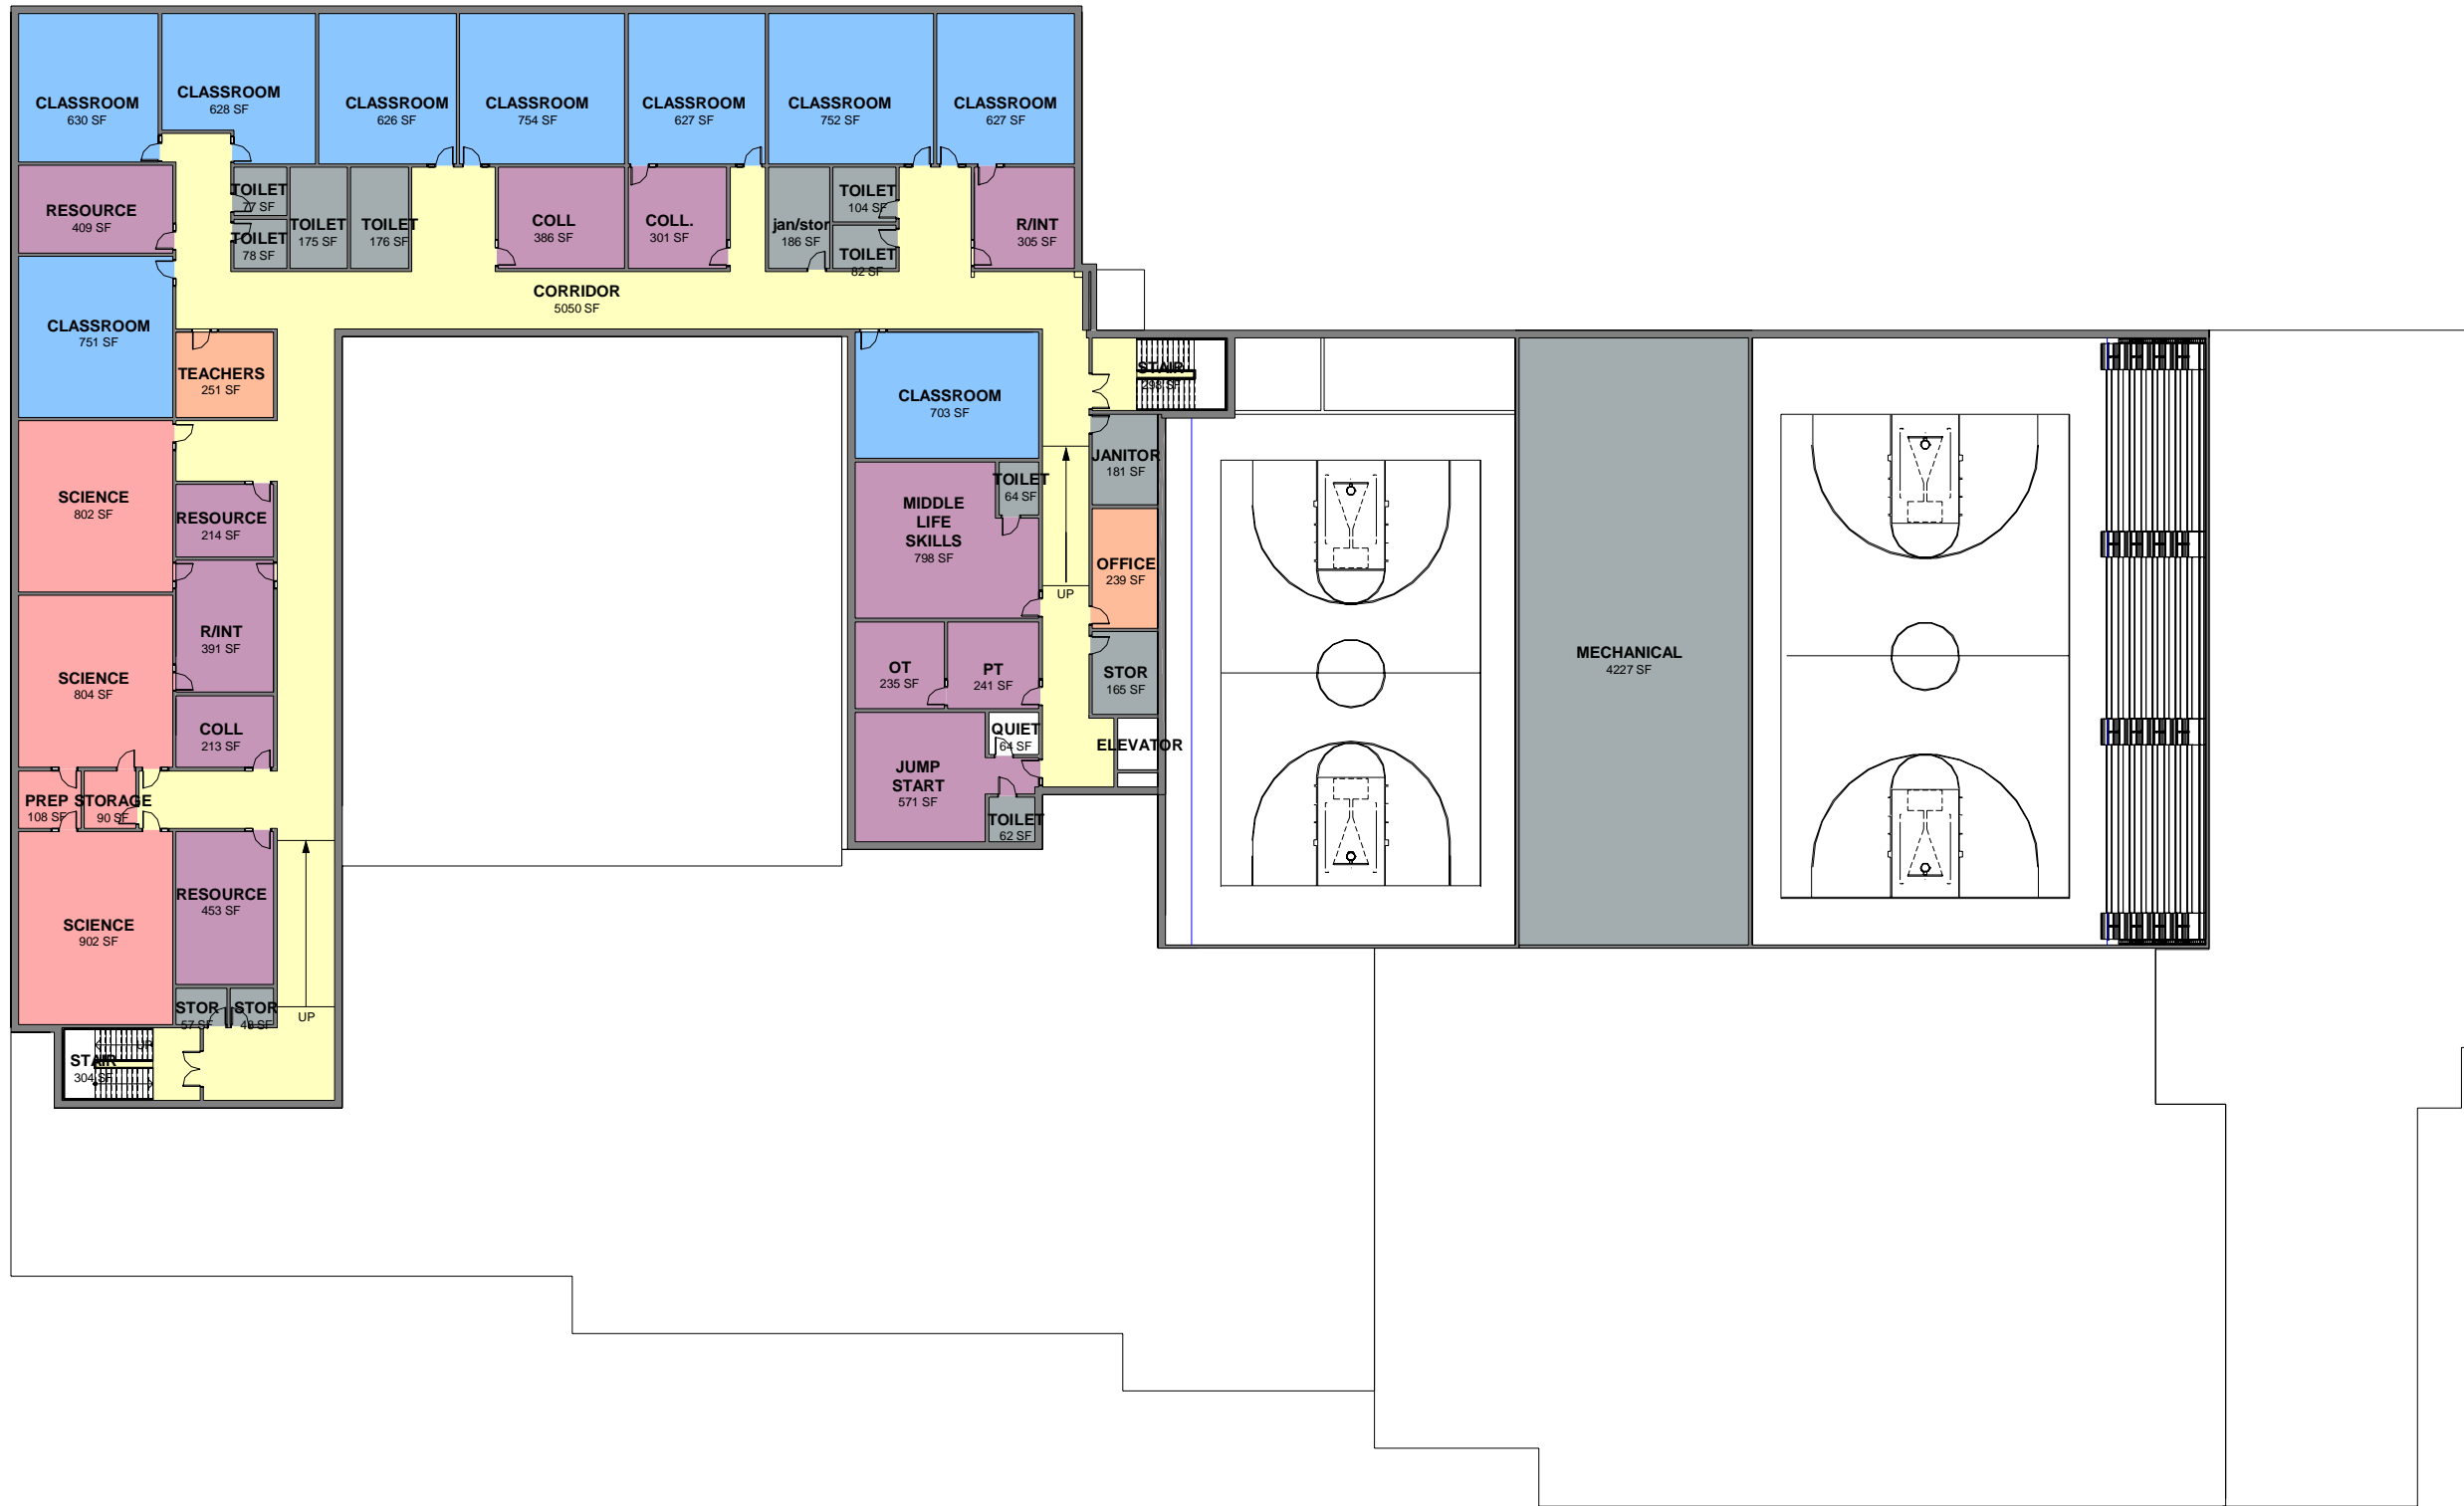 CLASSROOM
630 SF
CLASSROOM
628 SF
CLASSROOM
626 SF
CLASSROOM
754 SF
CLASSROOM
627 SF
CLASSROOM
752 SF
CLASSROOM
627 SF
RESOURCE
409 SF
TOILET
77 SF
TOILET
78 SF
TOILET
175 SF
TOILET
176 SF
COLL
386 SF
COLL.
301 SF
jan/stor
186 SF
TOILET
104 SF
TOILET
82 SF
R/INT
305 SF
CORRIDOR
5050 SF
CLASSROOM
751 SF
TEACHERS
251 SF
CLASSROOM
703 SF
STAIR
298 SF
JANITOR
181 SF
SCIENCE
802 SF
RESOURCE
214 SF
MIDDLE
LIFE
SKILLS
798 SF
TOILET
64 SF
OFFICE
239 SF
UP
R/INT
391 SF
SCIENCE
804 SF
OT
235 SF
PT
241 SF
STOR
165 SF
MECHANICAL
4227 SF
COLL
213 SF
QUIET
64 SF
ELEVATOR
JUMP
START
571 SF
TOILET
62 SF
PREP
108 SF
STORAGE
90 SF
RESOURCE
453 SF
SCIENCE
902 SF
STOR
57 SF
STOR
UP
UP
STAIR
304 SF